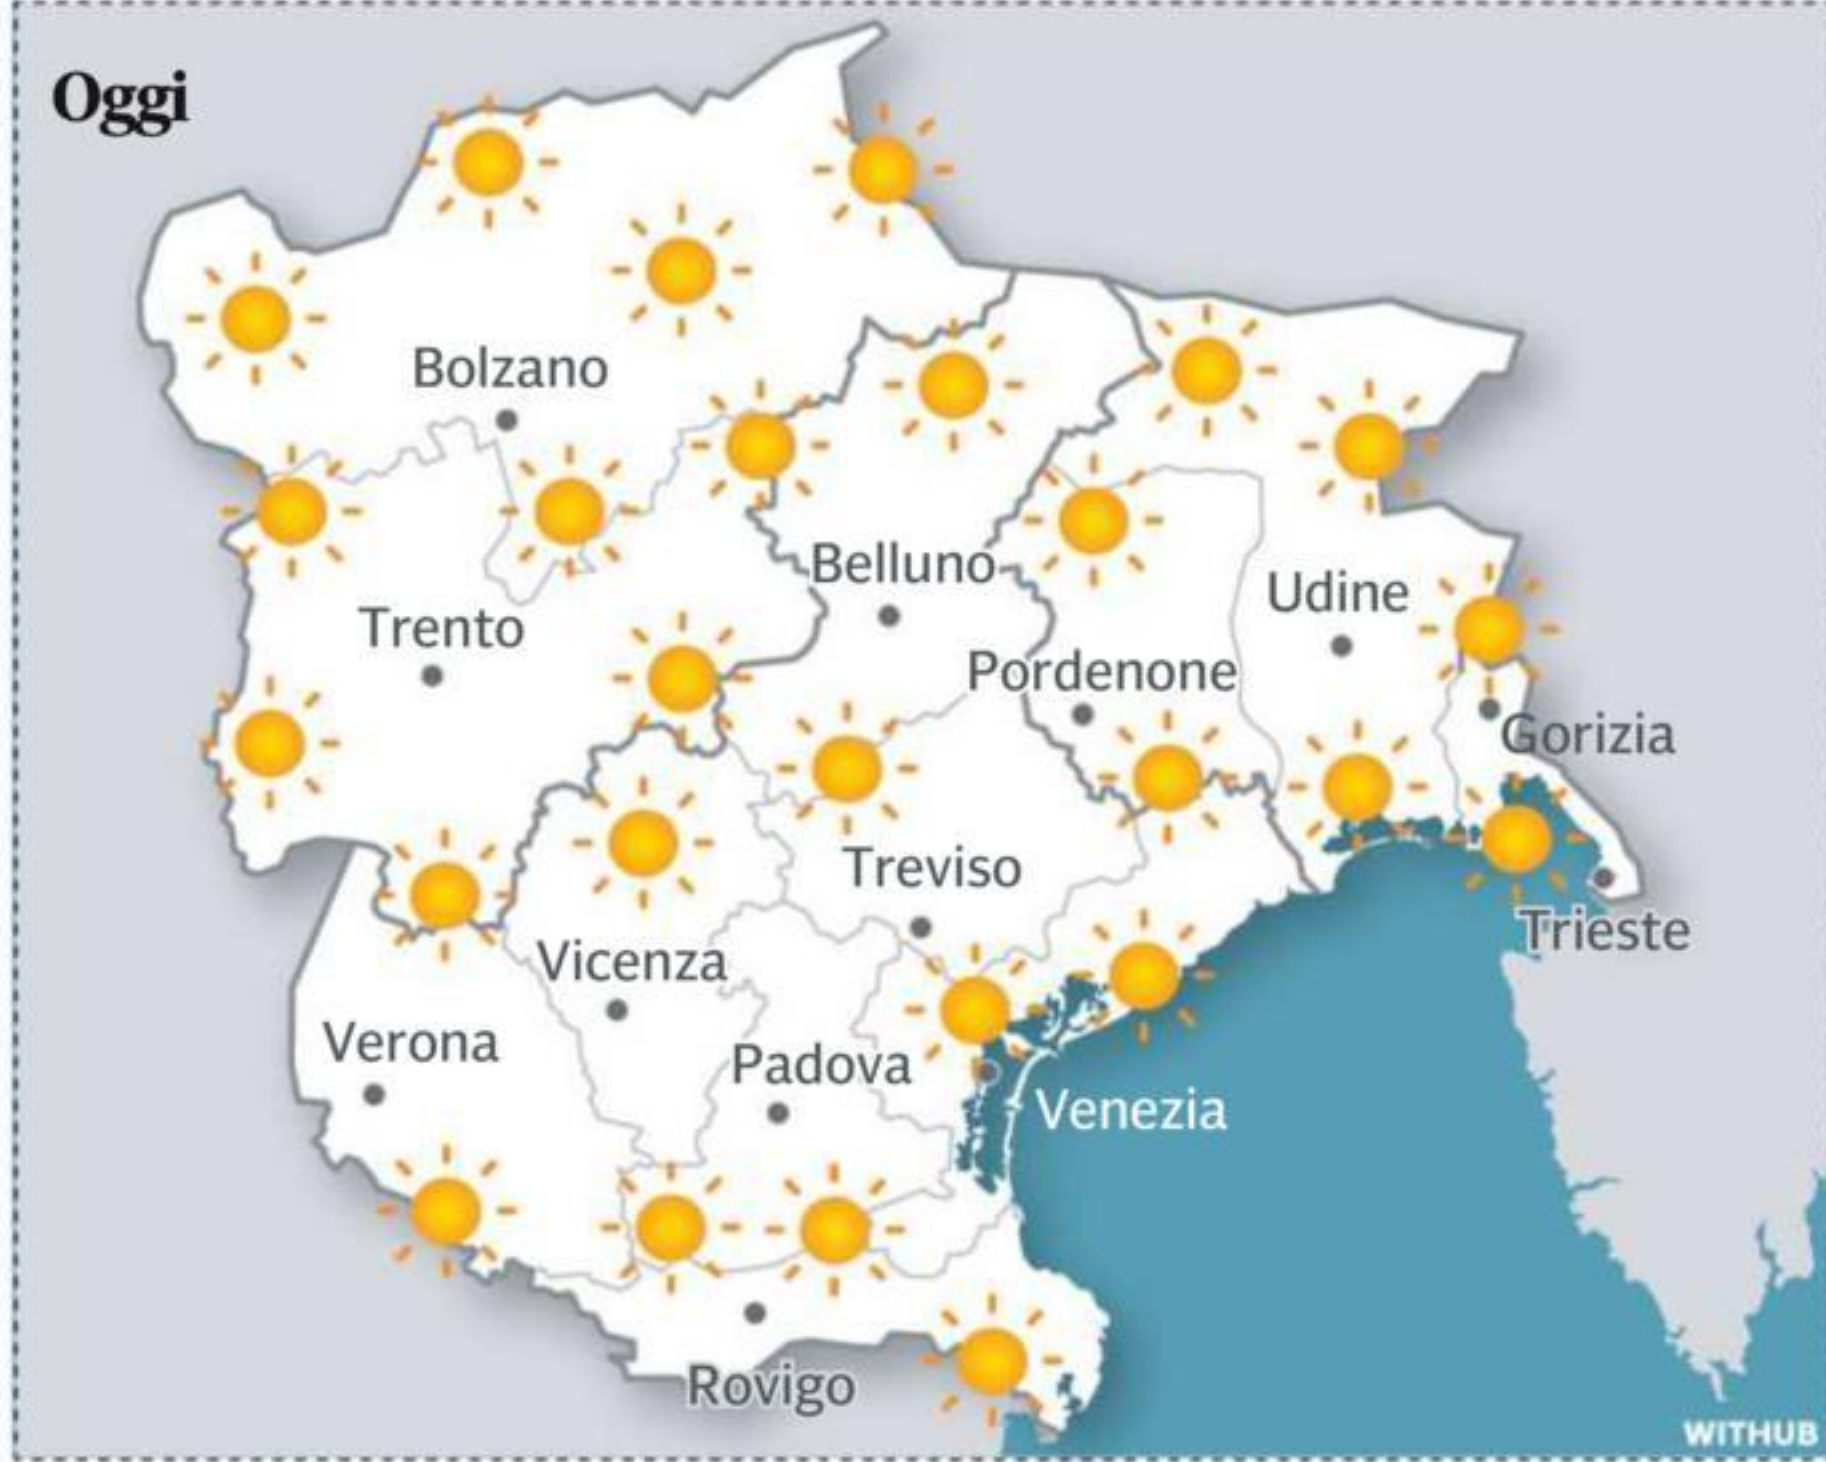 Oggi
Bolzano
Belluno
Udine
Trento
Pordenone
Gorizia
Treviso
Trieste
Vicenza
Verona
Padova
Venezia
Rovigo
WITHUB